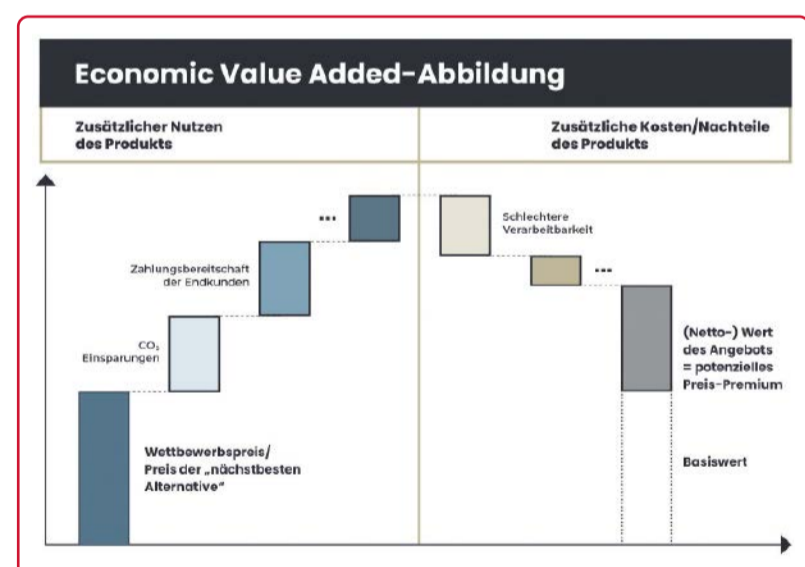 Economic Value Added-Abbildung
Zusätzlicher Nutzen
des Produkts
Zusätzliche Kosten/Nachteile
des Produkts
...
Schlechtere
Verarbeitbarkeit
Zahlungsbereitschaft
der Endkunden
...
CO₂
Einsparungen
(Netto-) Wert
des Angebots
= potenzielles
Preis-Premium
Wettbewerbspreis/
Preis der „nächstbesten
Alternative“
Basiswert